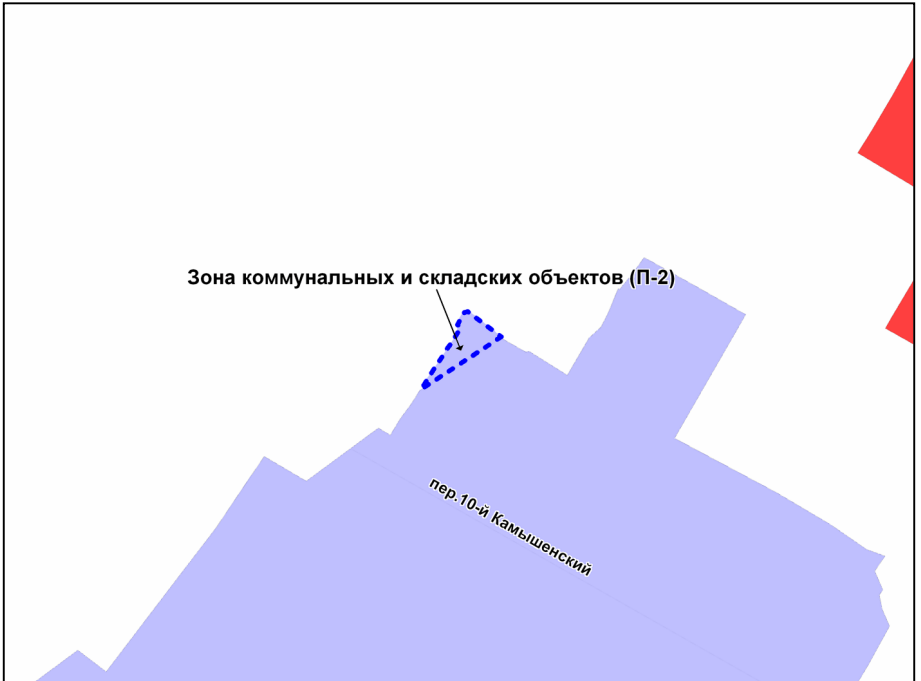 Зона коммунальных и складских объектов (П-2)
пер.10-й Камышенский